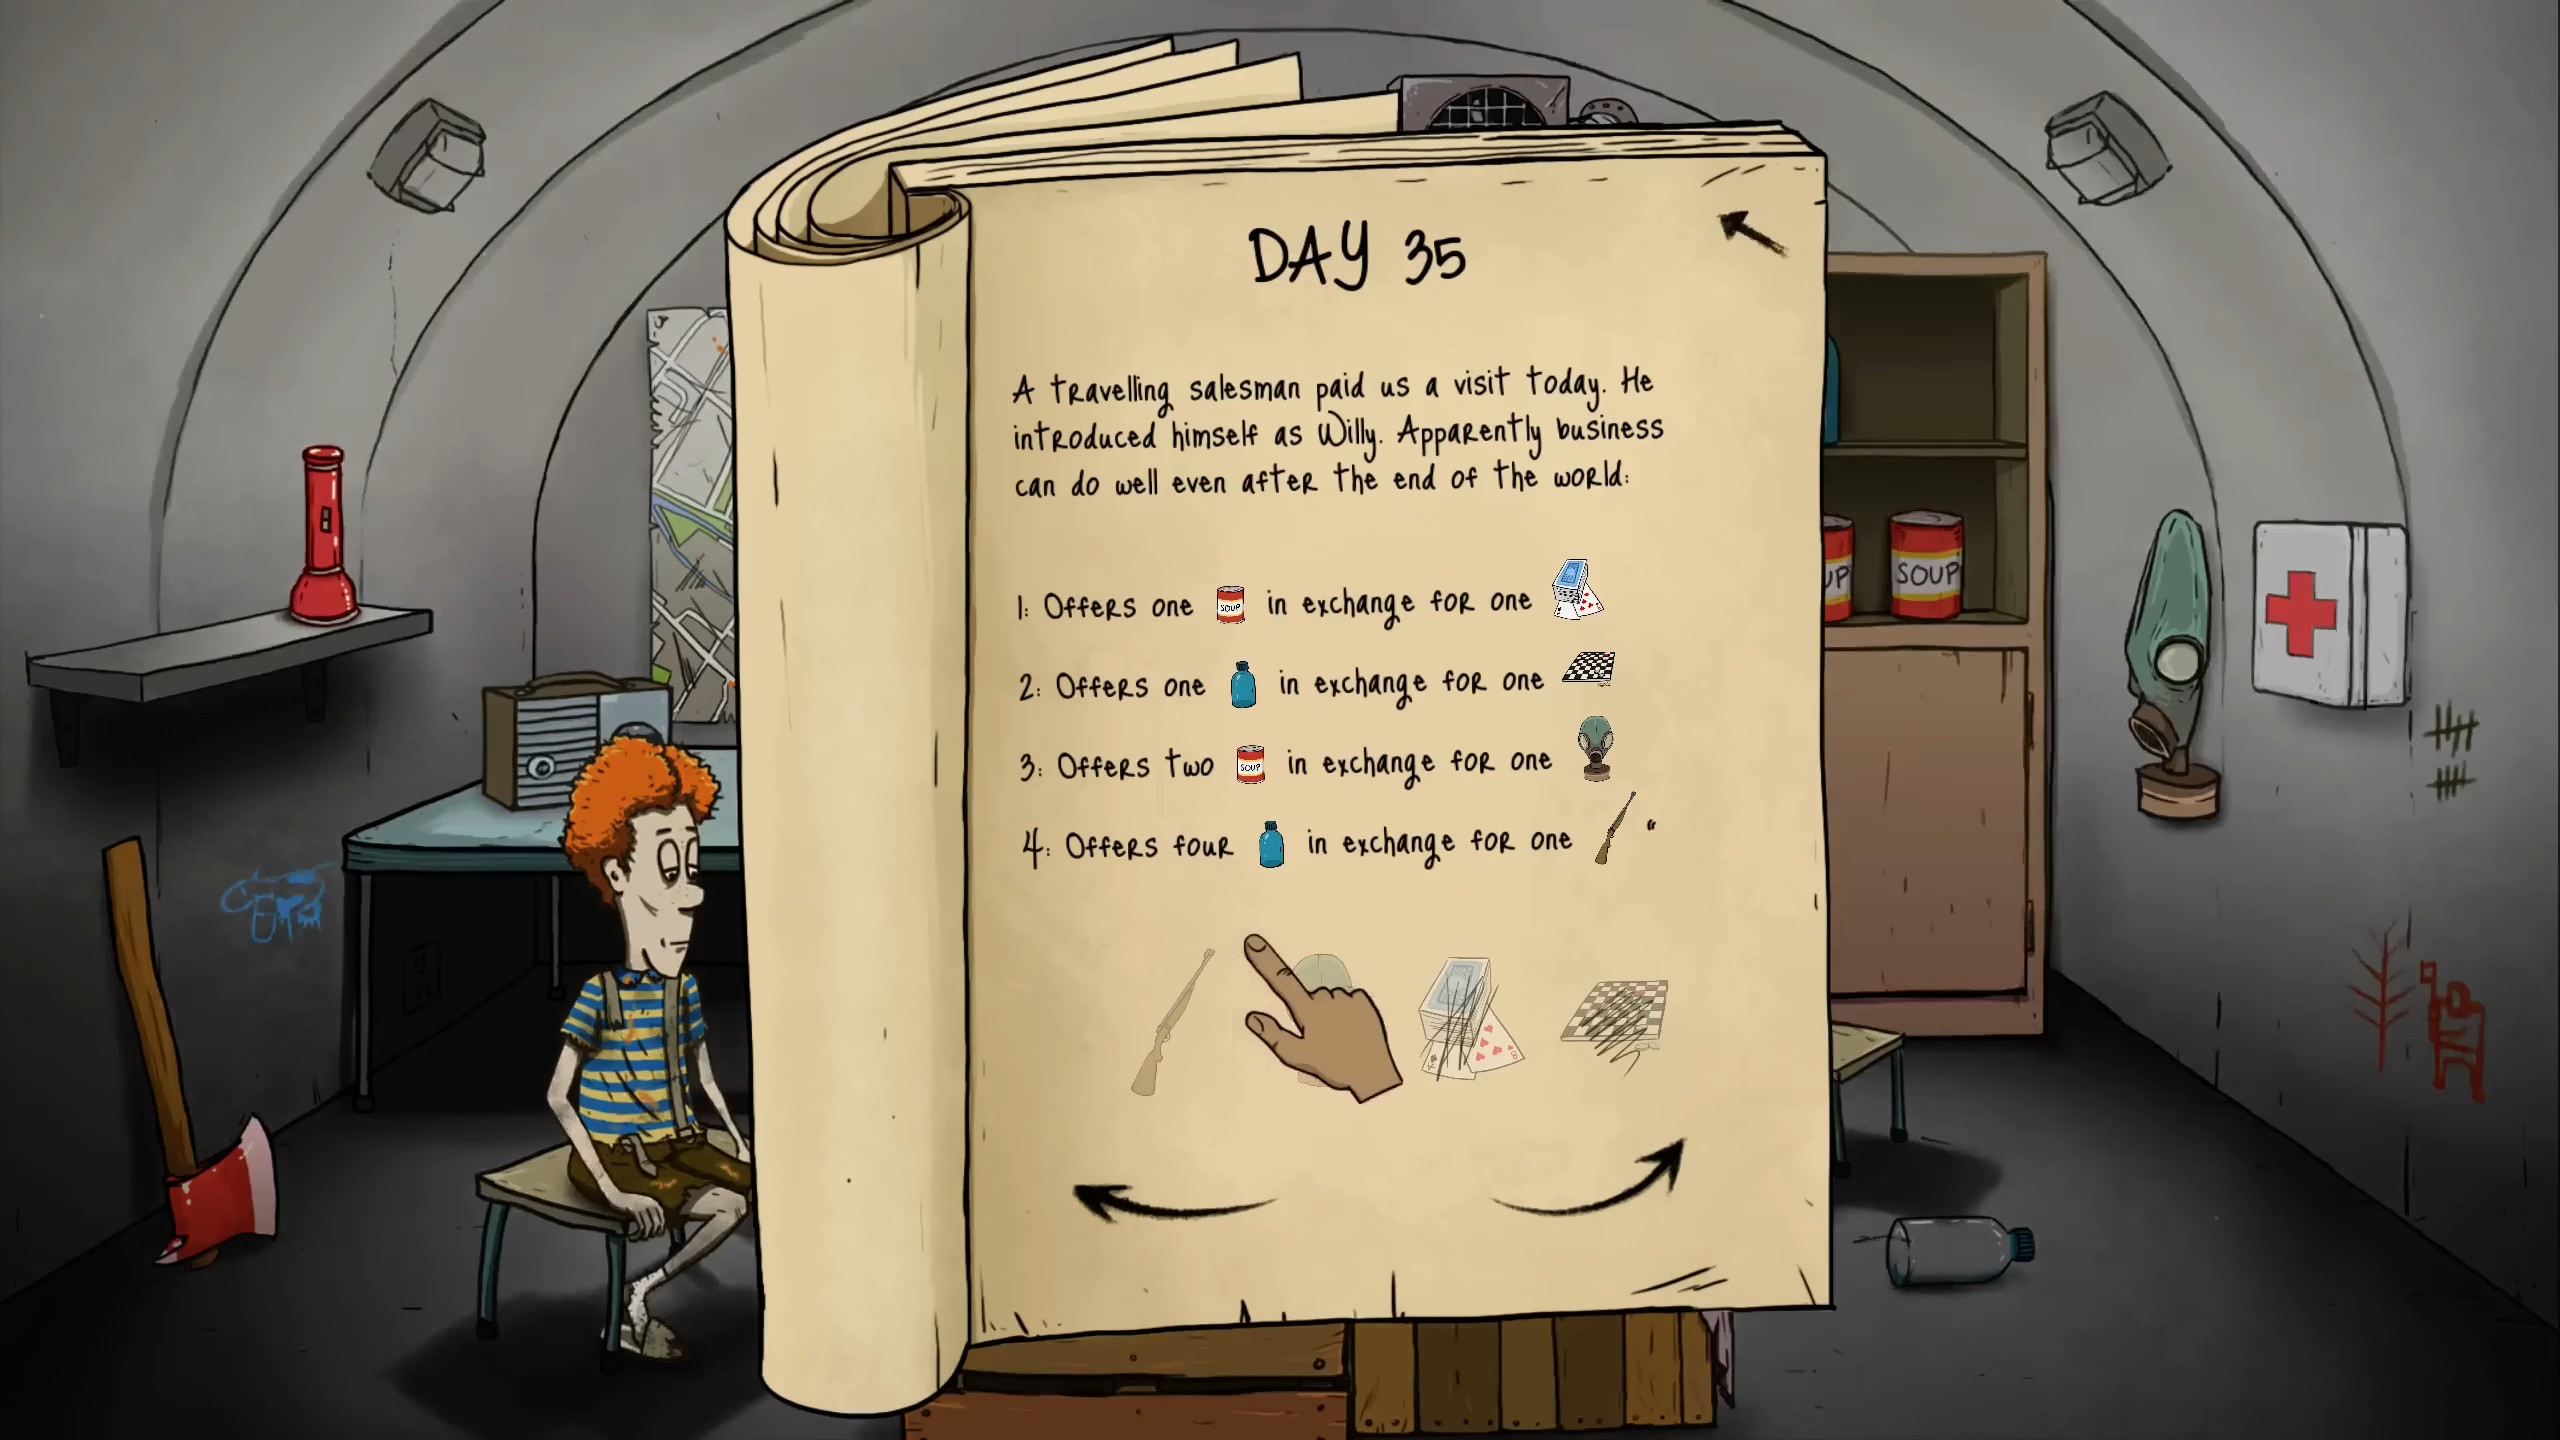 DAY 35
A travelling salesman paid us a visit today. He
introduced himself as Willy. Apparently business
can do well even after the end of the world:
1: Offers one SOUP in exchange for one
2: Offers one in exchange for one
3: Offers two SOUP in exchange for one
4: Offers four in exchange for one "
UP
SOUP